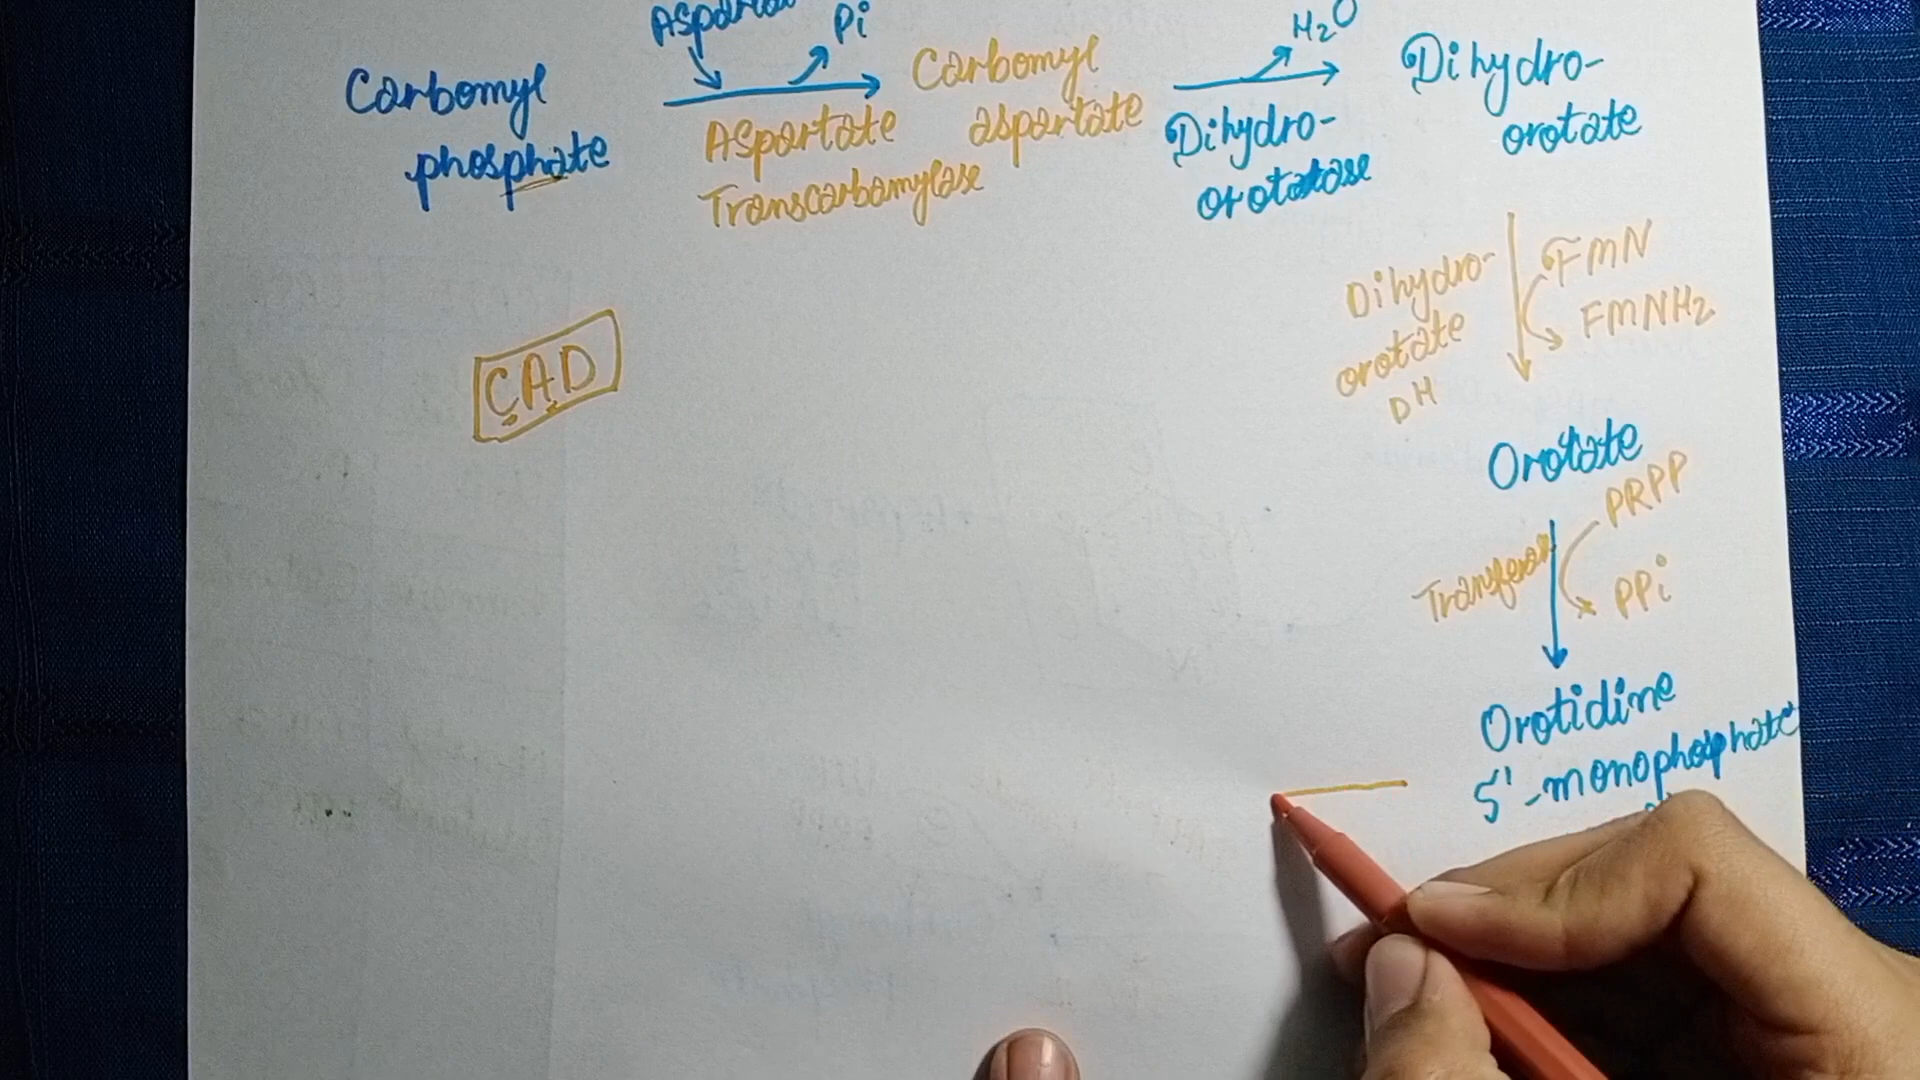 Pi
H2O
Carbomyl
phosphate
Aspartate
Transcarbamylase
Carbomyl
aspartate
Dihydro-
orotatase
Dihydro-
orotate
Dihydro-
orotate
DH
FMN
FMNH2
CAD
Orotate
PRPP
PPi
Orotidine
5'-monophosphate